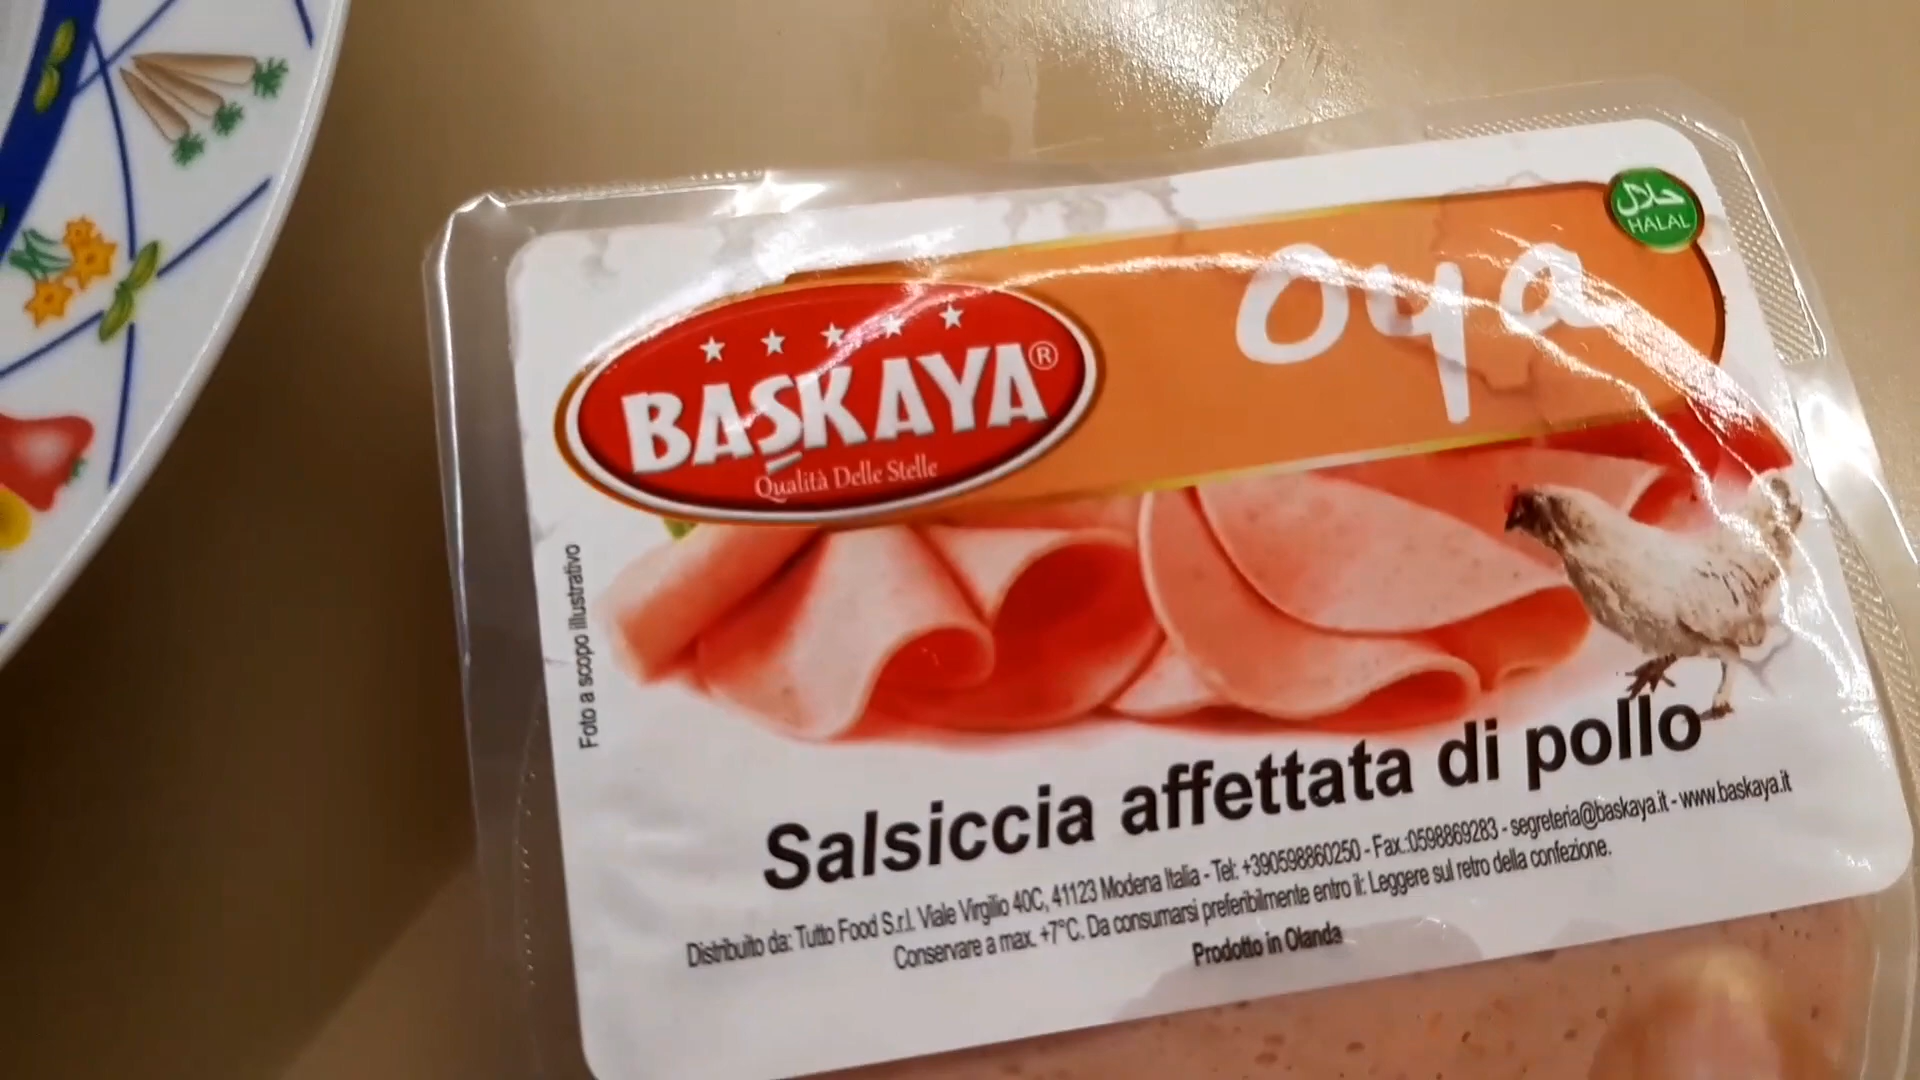 حلال
HALAL
oya
BAŞKAYA®
Qualità Delle Stelle
Foto a scopo illustrativo
Salsiccia affettata di pollo
Distribuito da: Tutto Food S.r.l. Viale Virgilio 40C, 41123 Modena Italia - Tel: +390598860250 - Fax.:0598869283 - segreteria@baskaya.it - www.baskaya.it
Conservare a max. +7°C. Da consumarsi preferibilmente entro il: Leggere sul retro della confezione.
Prodotto in Olanda